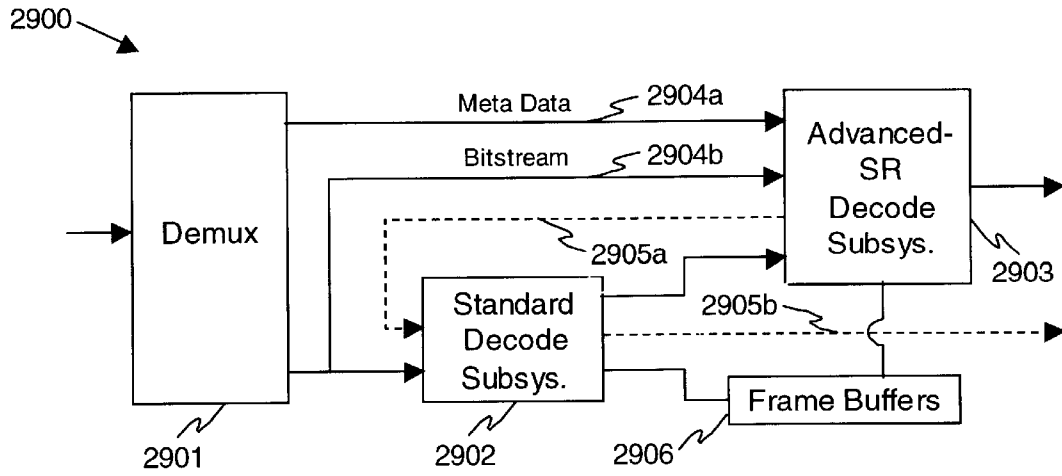 2900
Meta Data
2904a
Bitstream
2904b
Advanced-
SR
Decode
Subsys.
Demux
2905a
2903
Standard
Decode
Subsys.
2905b
Frame Buffers
2901
2902
2906